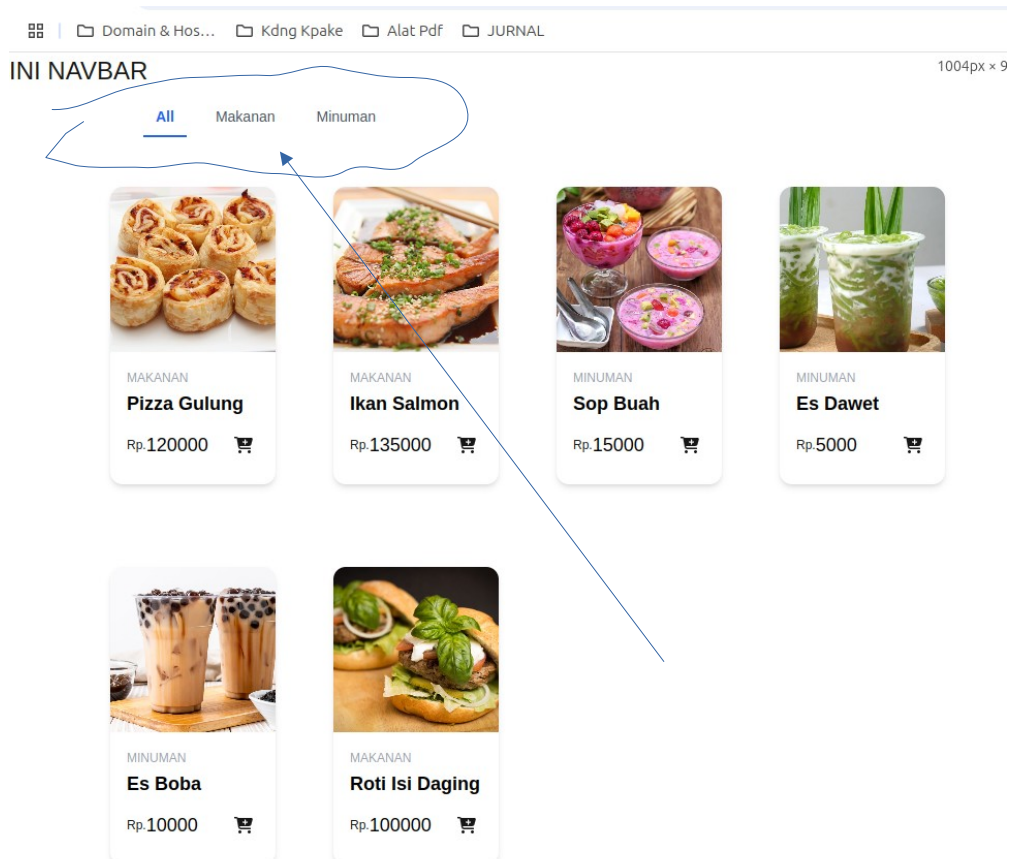 Domain & Hos... Kdng Kpake Alat Pdf JURNAL
INI NAVBAR
1004px × 9
All Makanan Minuman
MAKANAN MAKANAN MINUMAN MINUMAN
Pizza Gulung Ikan Salmon Sop Buah Es Dawet
Rp.120000 Rp.135000 Rp.15000 Rp.5000
MINUMAN MAKANAN
Es Boba Roti Isi Daging
Rp.10000 Rp.100000